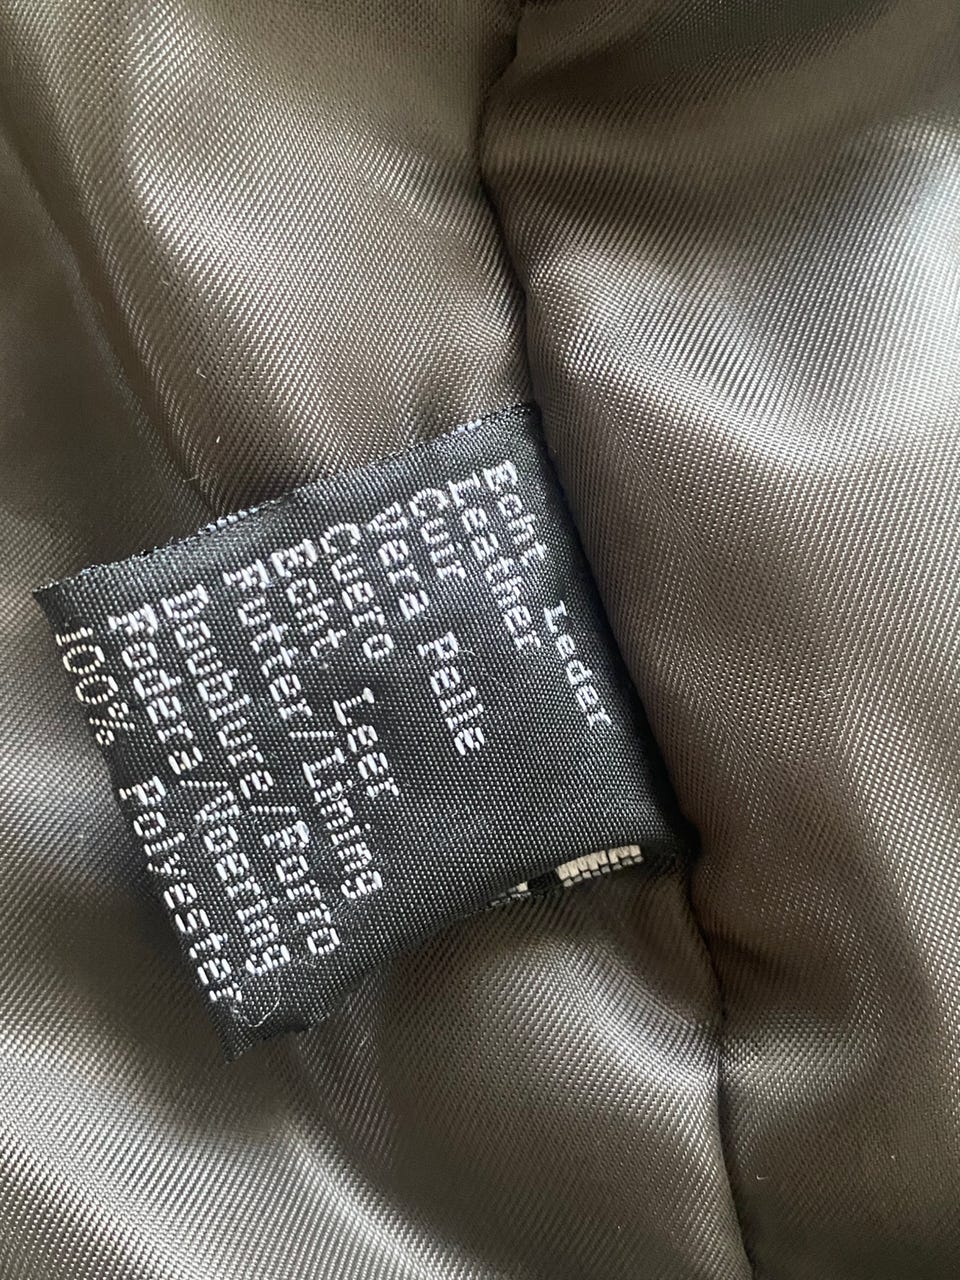 Echt Leder
Leather
Cuir
Vera Pelle
Cuero
Echt. Leer
Futter/Lining
Doublure/Forro
Fodera/Voering
100% Polyester